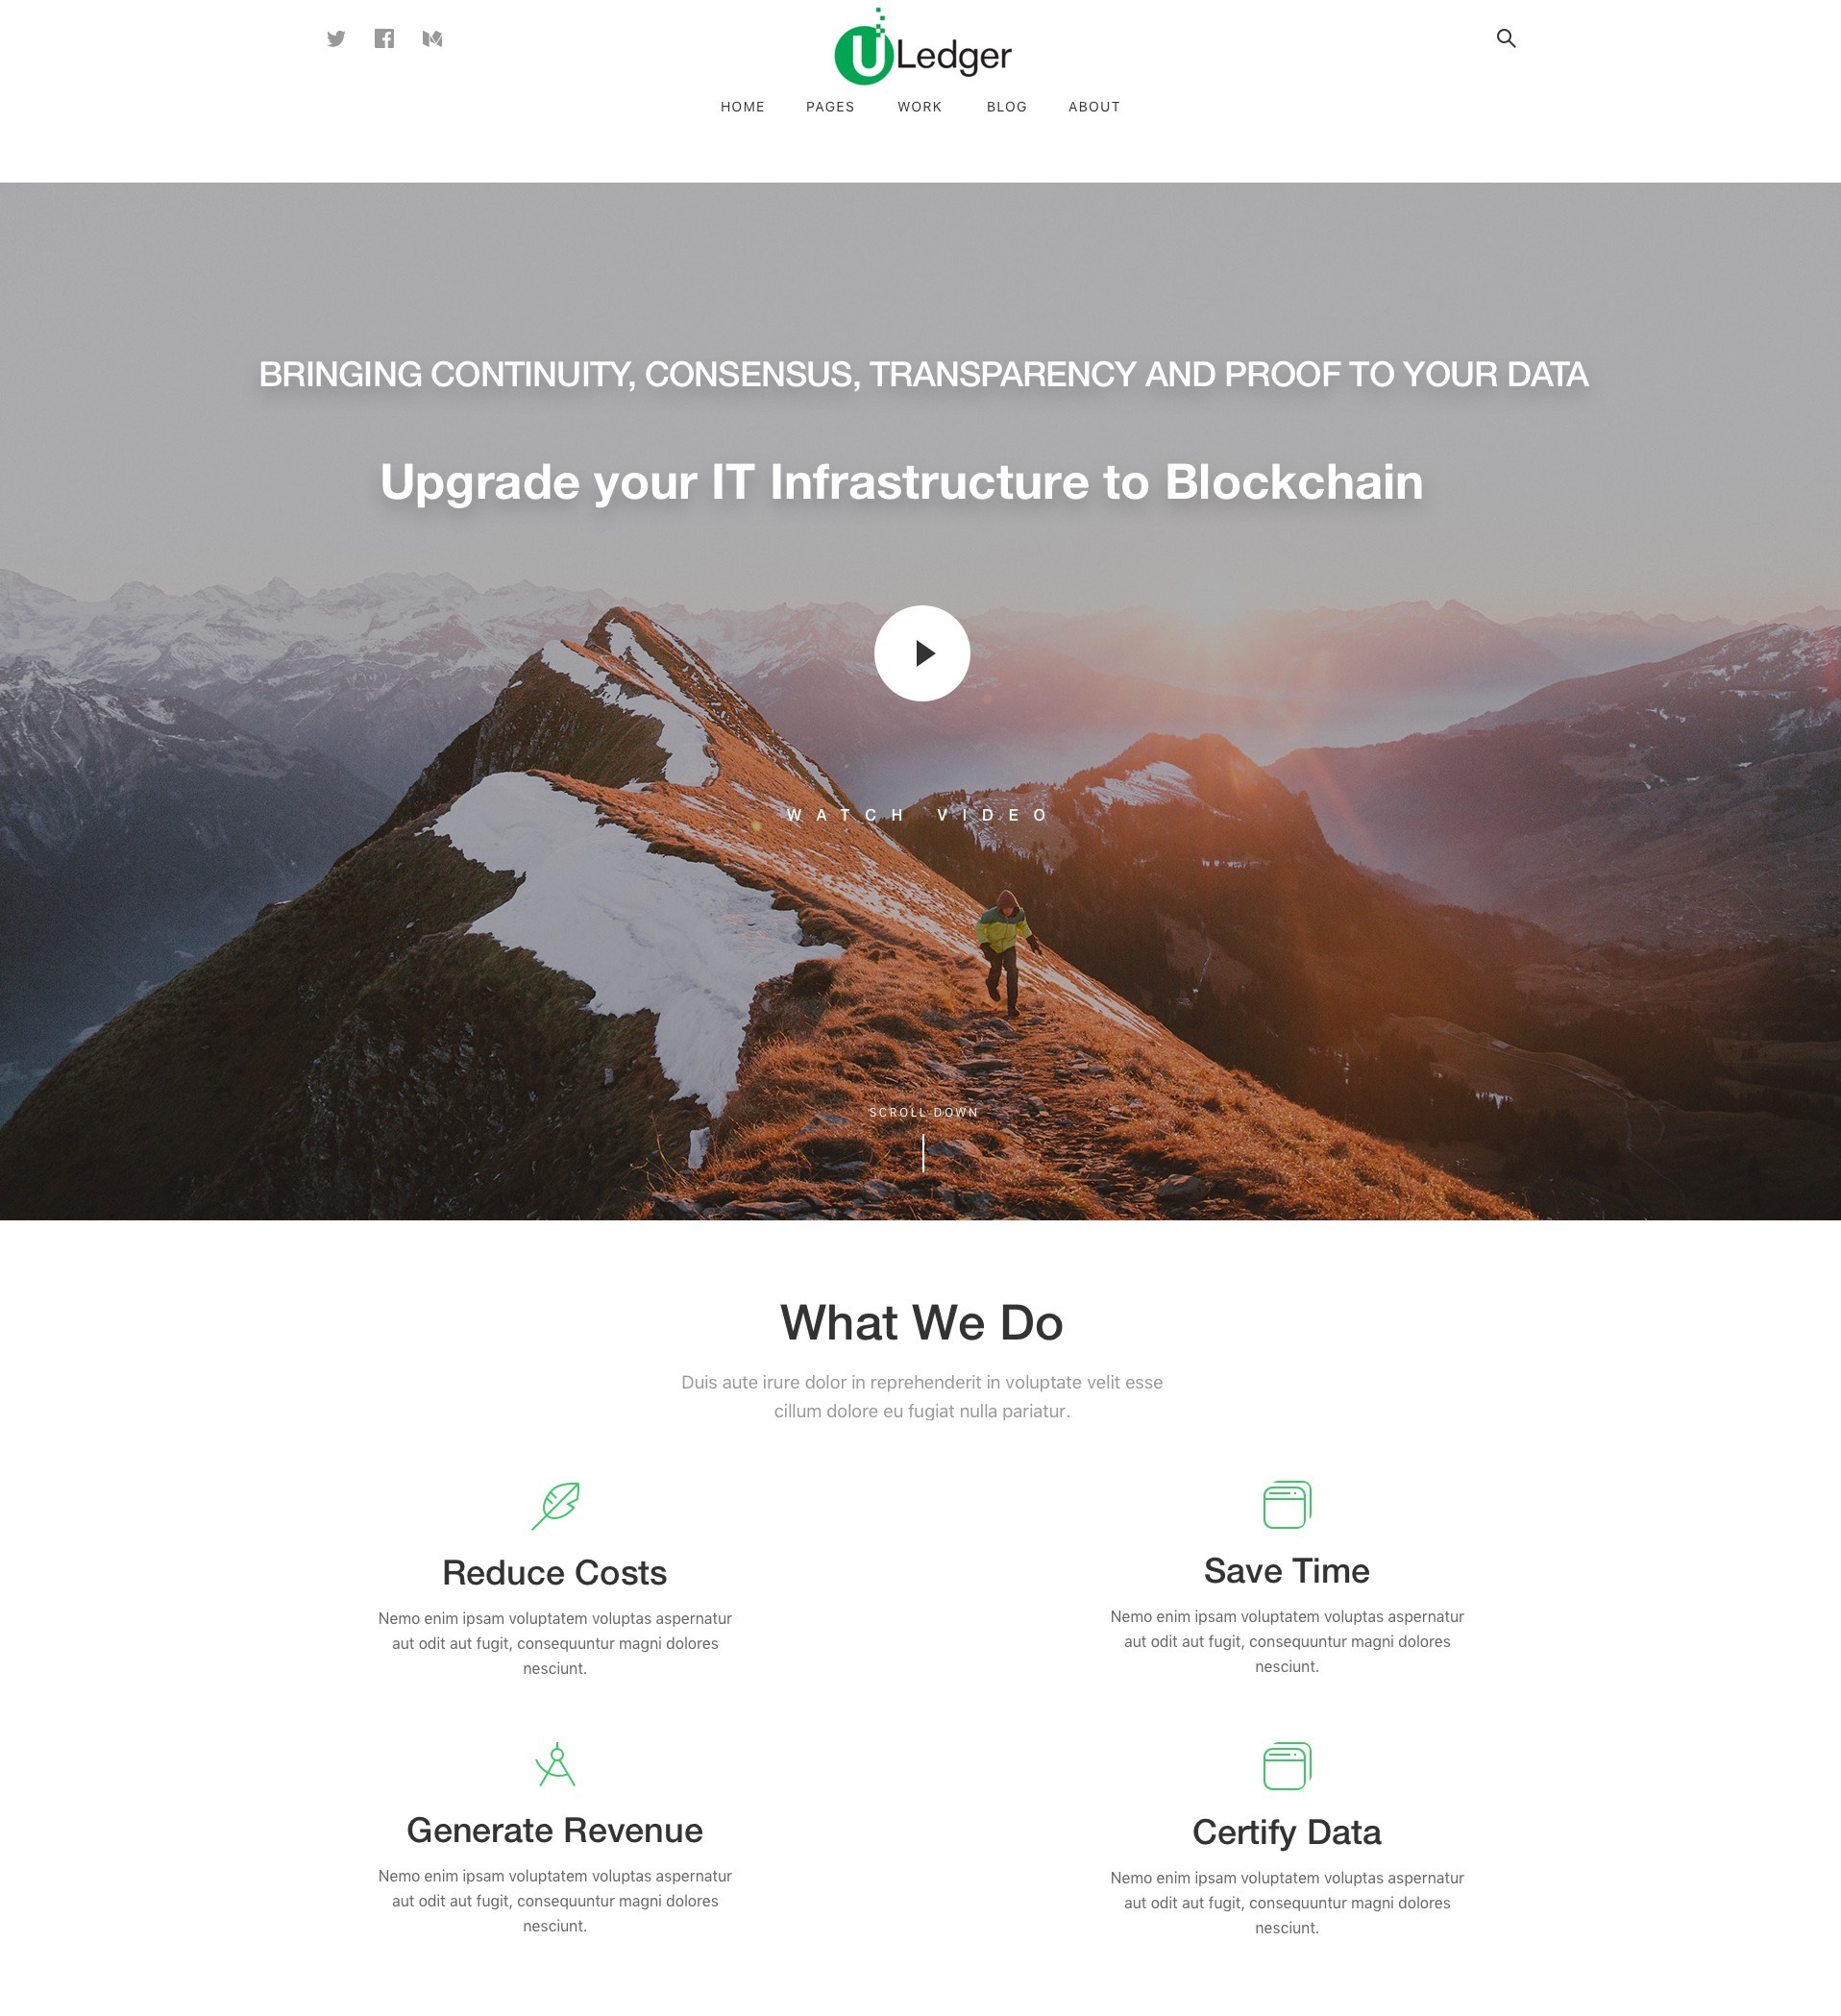 U Ledger
HOME PAGES WORK BLOG ABOUT
BRINGING CONTINUITY, CONSENSUS, TRANSPARENCY AND PROOF TO YOUR DATA
Upgrade your IT Infrastructure to Blockchain
WATCH VIDEO
SCROLL DOWN
What We Do
Duis aute irure dolor in reprehenderit in voluptate velit esse
cillum dolore eu fugiat nulla pariatur.
Reduce Costs
Nemo enim ipsam voluptatem voluptas aspernatur
aut odit aut fugit, consequuntur magni dolores
nesciunt.
Save Time
Nemo enim ipsam voluptatem voluptas aspernatur
aut odit aut fugit, consequuntur magni dolores
nesciunt.
Generate Revenue
Nemo enim ipsam voluptatem voluptas aspernatur
aut odit aut fugit, consequuntur magni dolores
nesciunt.
Certify Data
Nemo enim ipsam voluptatem voluptas aspernatur
aut odit aut fugit, consequuntur magni dolores
nesciunt.